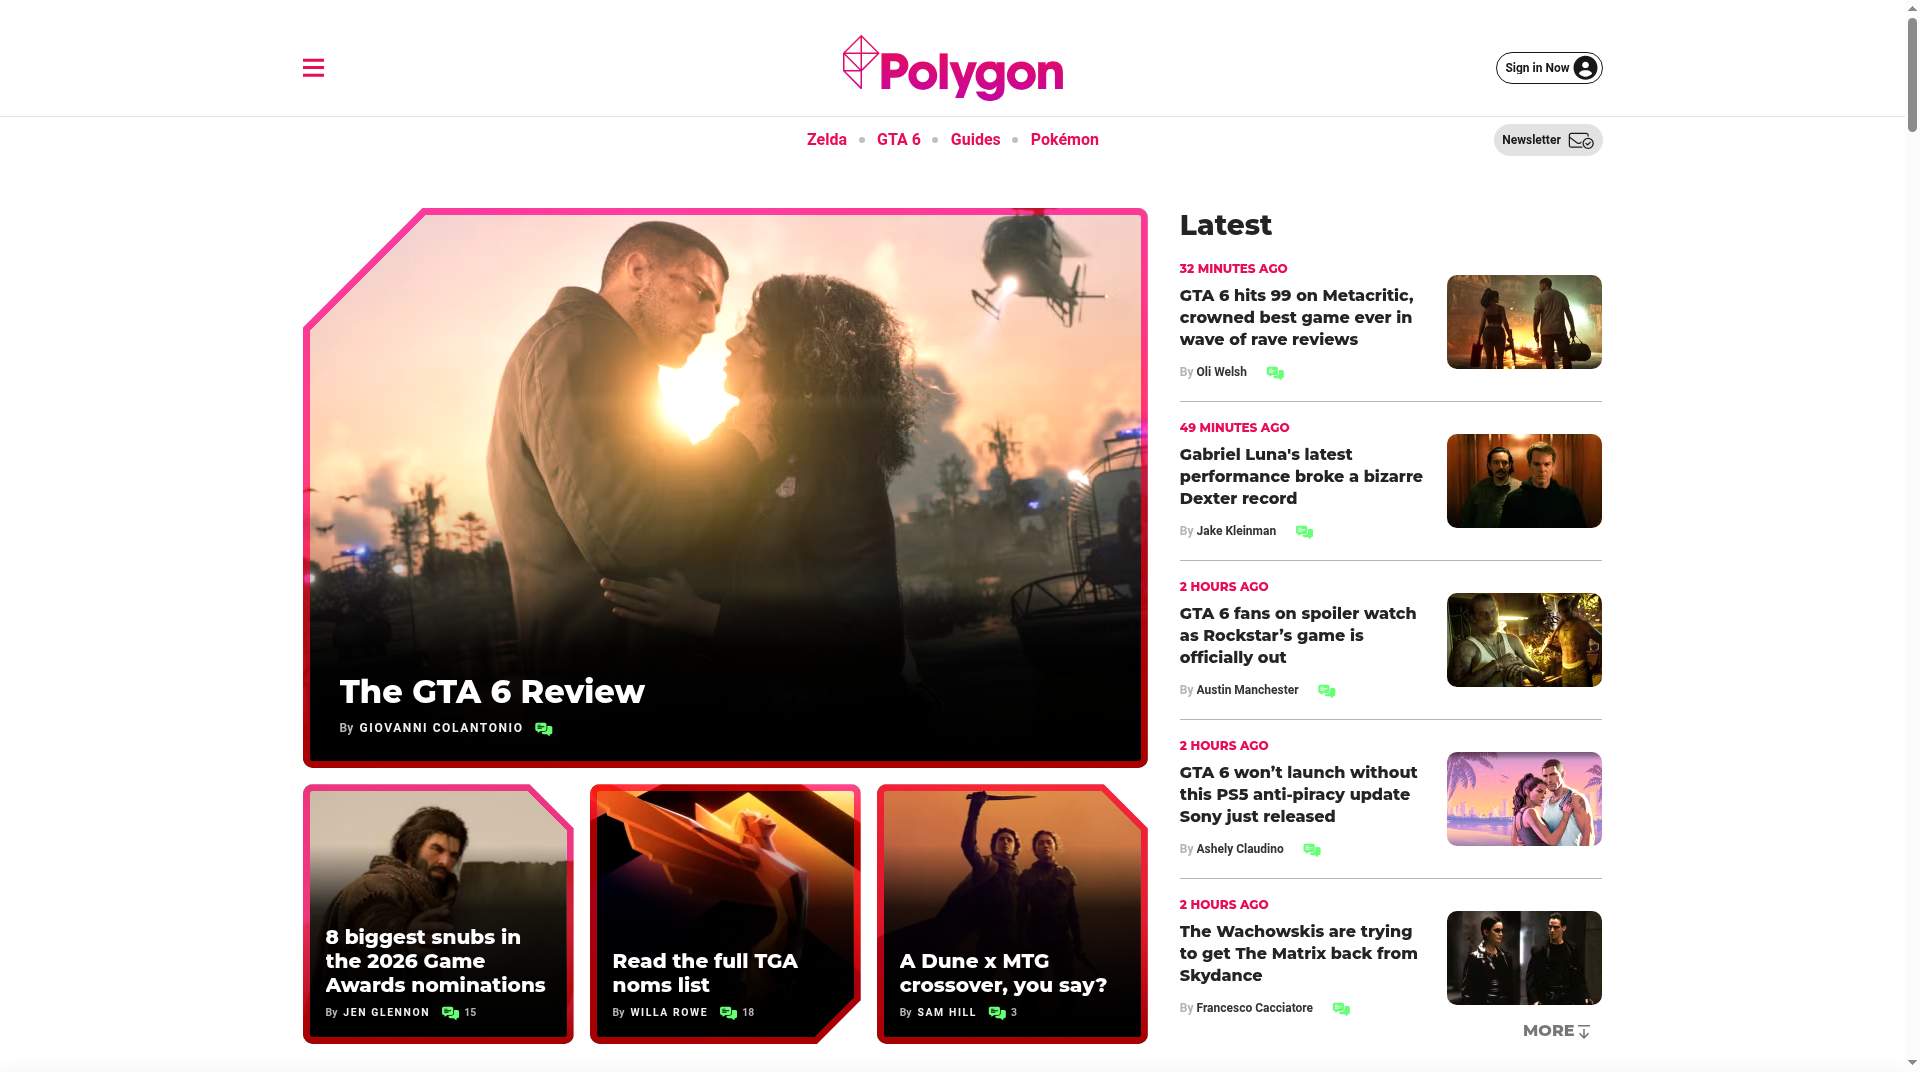 Polygon
Sign in Now
Zelda
GTA 6
Guides
Pokémon
Newsletter
The GTA 6 Review
By GIOVANNI COLANTONIO
8 biggest snubs in
the 2026 Game
Awards nominations
By JEN GLENNON 15
Read the full TGA
noms list
By WILLA ROWE 18
A Dune x MTG
crossover, you say?
By SAM HILL 3
Latest
32 MINUTES AGO
GTA 6 hits 99 on Metacritic,
crowned best game ever in
wave of rave reviews
By Oli Welsh
49 MINUTES AGO
Gabriel Luna's latest
performance broke a bizarre
Dexter record
By Jake Kleinman
2 HOURS AGO
GTA 6 fans on spoiler watch
as Rockstar’s game is
officially out
By Austin Manchester
2 HOURS AGO
GTA 6 won’t launch without
this PS5 anti-piracy update
Sony just released
By Ashely Claudino
2 HOURS AGO
The Wachowskis are trying
to get The Matrix back from
Skydance
By Francesco Cacciatore
MORE